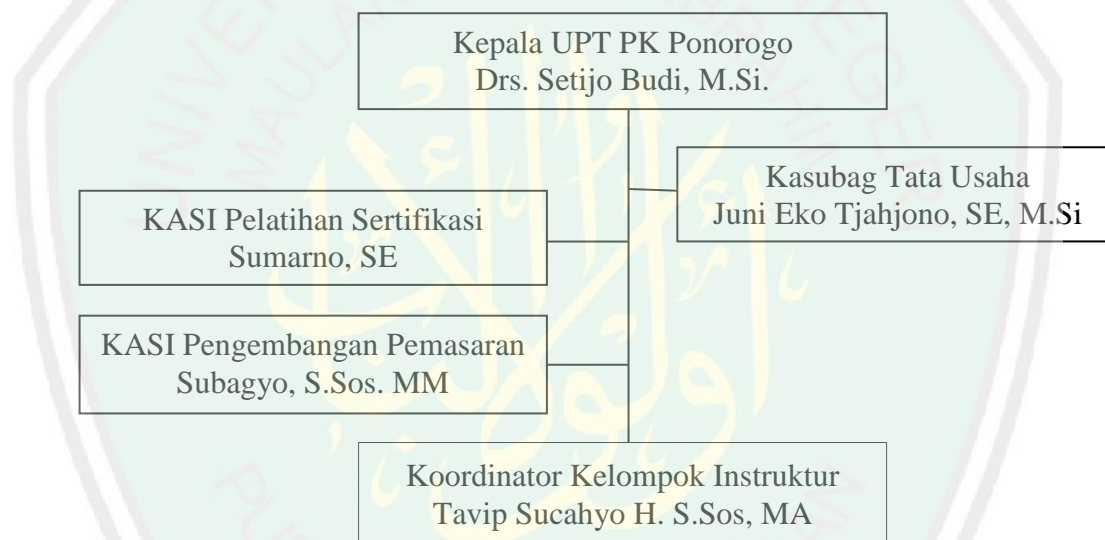 Kepala UPT PK Ponorogo
Drs. Setijo Budi, M.Si.
Kasubag Tata Usaha
Juni Eko Tjahjono, SE, M.Si
KASI Pelatihan Sertifikasi
Sumarno, SE
KASI Pengembangan Pemasaran
Subagyo, S.Sos. MM
Koordinator Kelompok Instruktur
Tavip Sucahyo H. S.Sos, MA